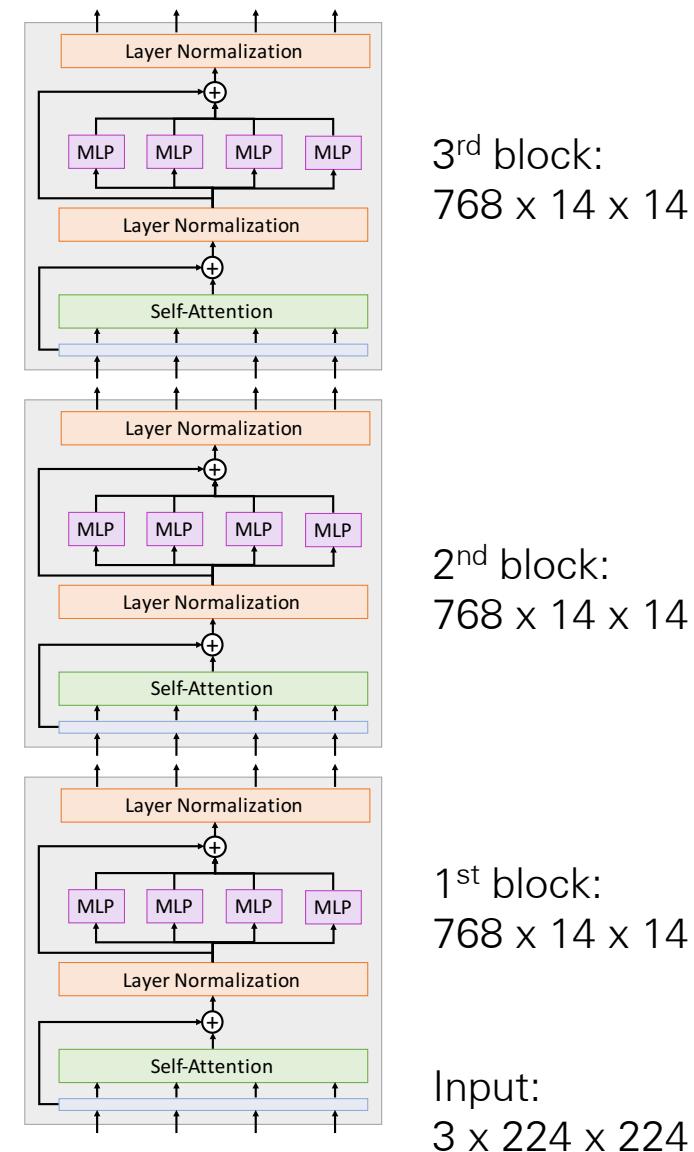 Layer Normalization
MLP MLP MLP MLP
Layer Normalization
Self-Attention
3rd block:
768 x 14 x 14
Layer Normalization
MLP MLP MLP MLP
Layer Normalization
Self-Attention
2nd block:
768 x 14 x 14
Layer Normalization
MLP MLP MLP MLP
Layer Normalization
Self-Attention
1st block:
768 x 14 x 14
Input:
3 x 224 x 224